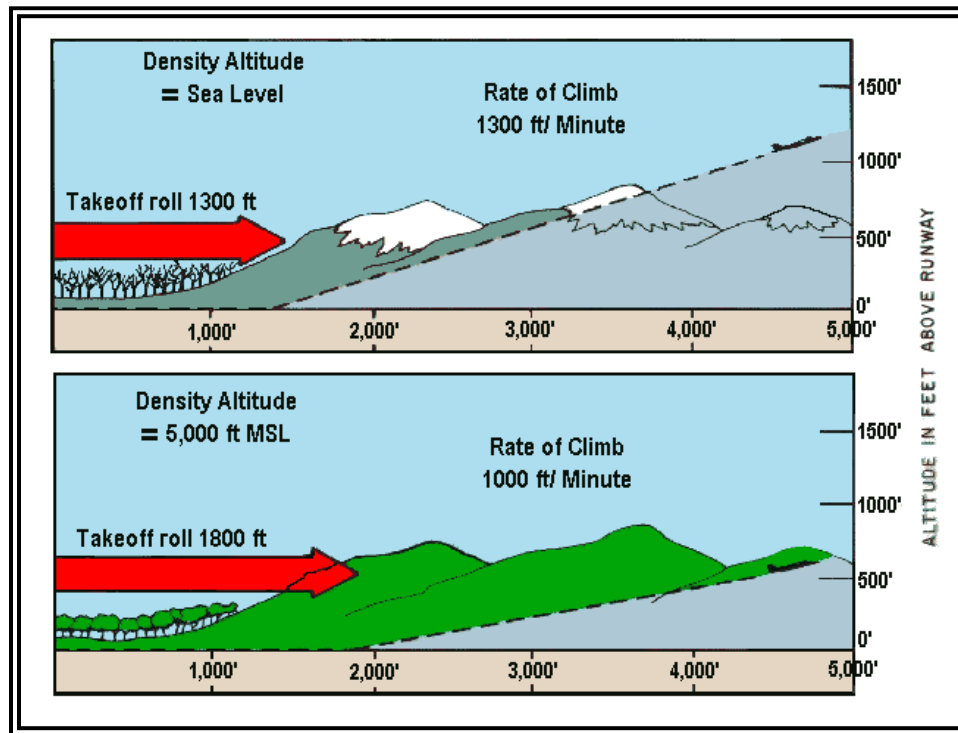 Density Altitude
= Sea Level
Rate of Climb
1300 ft/ Minute
Takeoff roll 1300 ft
1500'
1000'
500'
0'
1,000'
2,000'
3,000'
4,000'
5,000'
Density Altitude
= 5,000 ft MSL
Rate of Climb
1000 ft/ Minute
Takeoff roll 1800 ft
1500'
1000'
500'
0'
1,000'
2,000'
3,000'
4,000'
5,000'
ALTITUDE IN FEET ABOVE RUNWAY